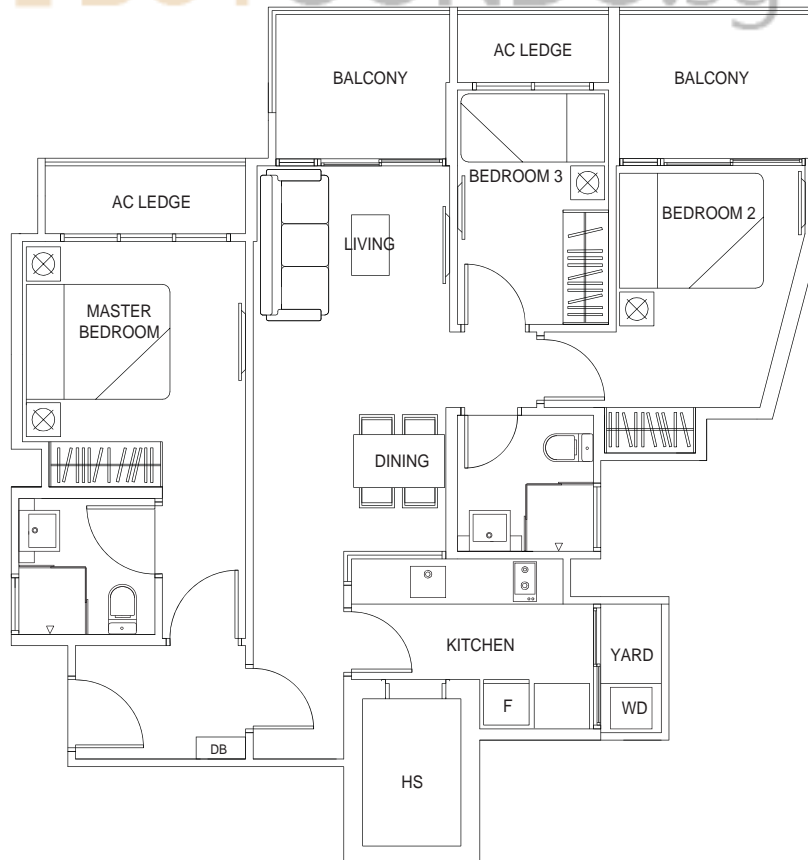 AC LEDGE
BALCONY
BALCONY
BEDROOM 3
AC LEDGE
BEDROOM 2
LIVING
MASTER
BEDROOM
DINING
KITCHEN
YARD
F
WD
DB
HS